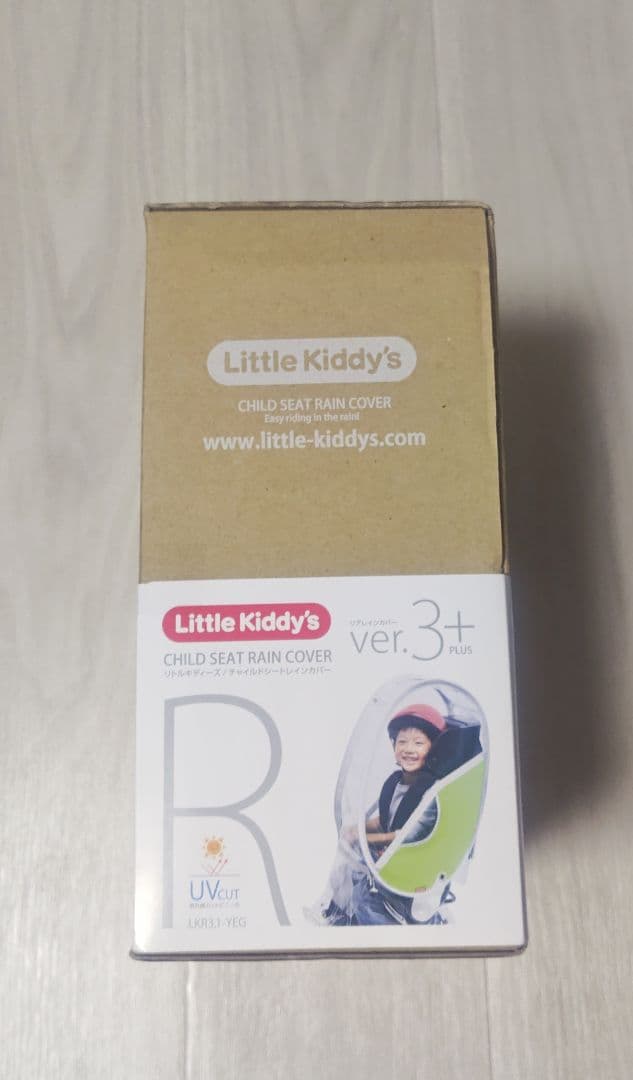 Little Kiddy's
CHILD SEAT RAIN COVER
Easy riding in the rain!
www.little-kiddys.com
Little Kiddy's
リアレインカバー
ver.3+
PLUS
CHILD SEAT RAIN COVER
リトルキディーズ / チャイルドシートレインカバー
R
UV CUT
LKR3.1-YEG